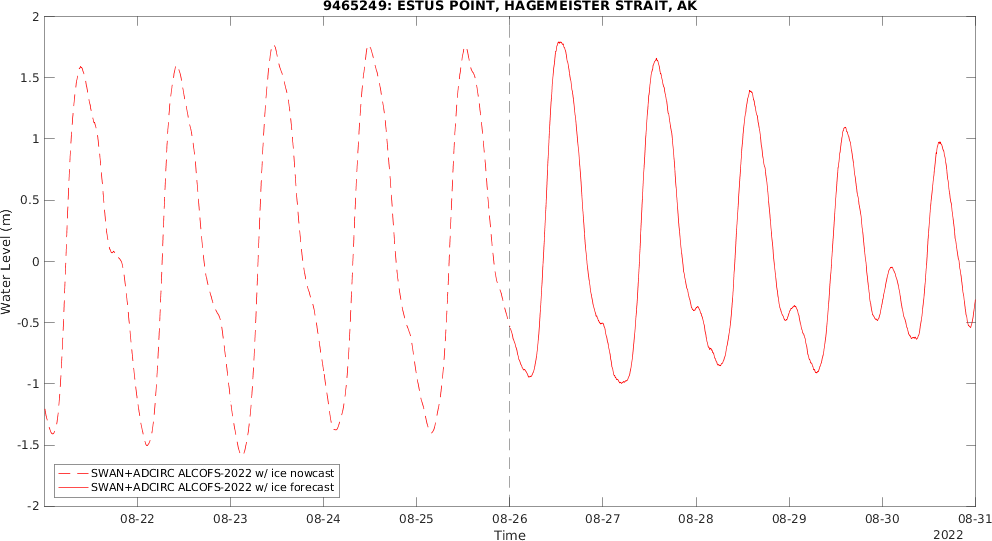 9465249: ESTUS POINT, HAGEMEISTER STRAIT, AK
2
1.5
1
0.5
0
-0.5
-1
-1.5
-2
Water Level (m)
SWAN+ADCIRC ALCOFS-2022 w/ ice nowcast
SWAN+ADCIRC ALCOFS-2022 w/ ice forecast
08-22 08-23 08-24 08-25 08-26 08-27 08-28 08-29 08-30 08-31
Time
2022